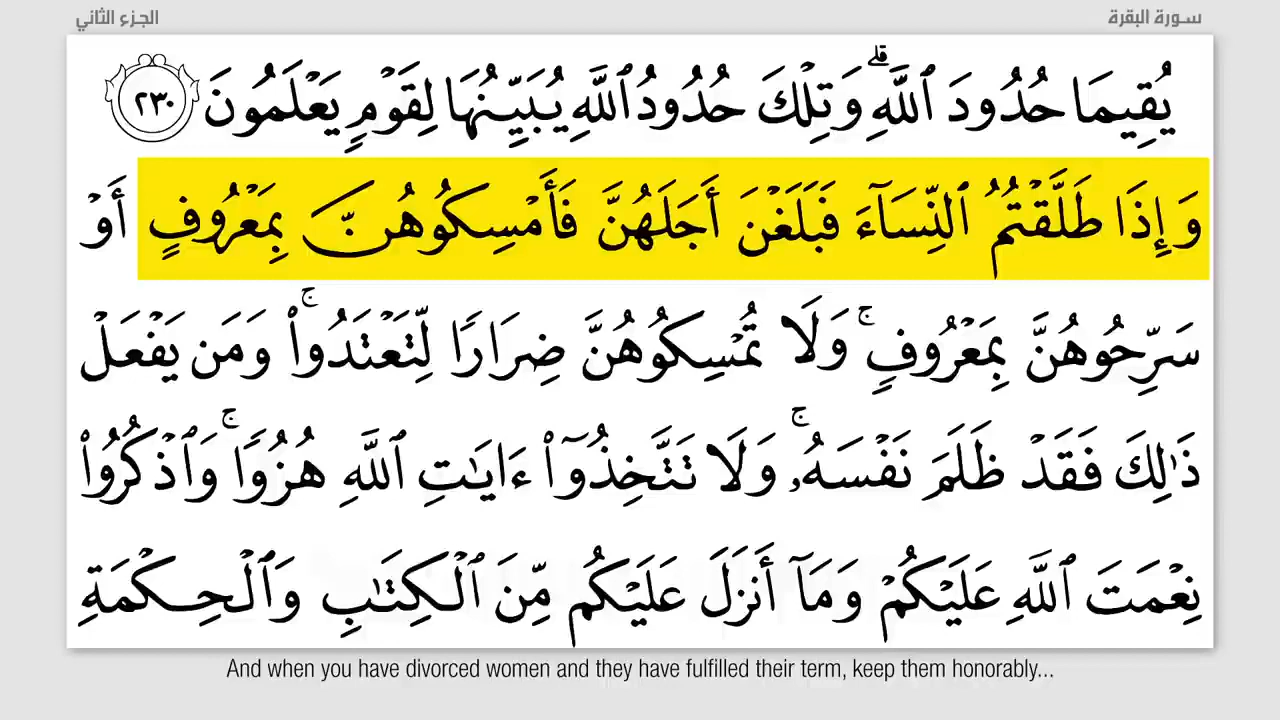 سورة البقرة
الجزء الثاني
يُقِيمَا حُدُودَ ٱللَّهِۗ وَتِلۡكَ حُدُودُ ٱللَّهِ يُبَيِّنُهَا لِقَوۡمٖ يَعۡلَمُونَ ٢٣٠
وَإِذَا طَلَّقۡتُمُ ٱلنِّسَآءَ فَبَلَغۡنَ أَجَلَهُنَّ فَأَمۡسِكُوهُنَّ بِمَعۡرُوفٍ أَوۡ
سَرِّحُوهُنَّ بِمَعۡرُوفٖۚ وَلَا تُمۡسِكُوهُنَّ ضِرَارٗا لِّتَعۡتَدُواْۚ وَمَن يَفۡعَلۡ
ذَٰلِكَ فَقَدۡ ظَلَمَ نَفۡسَهُۥۚ وَلَا تَتَّخِذُوٓاْ ءَايَٰتِ ٱللَّهِ هُزُوٗاۚ وَٱذۡكُرُواْ
نِعۡمَتَ ٱللَّهِ عَلَيۡكُمۡ وَمَآ أَنزَلَ عَلَيۡكُم مِّنَ ٱلۡكِتَٰبِ وَٱلۡحِكۡمَةِ
And when you have divorced women and they have fulfilled their term, keep them honorably...